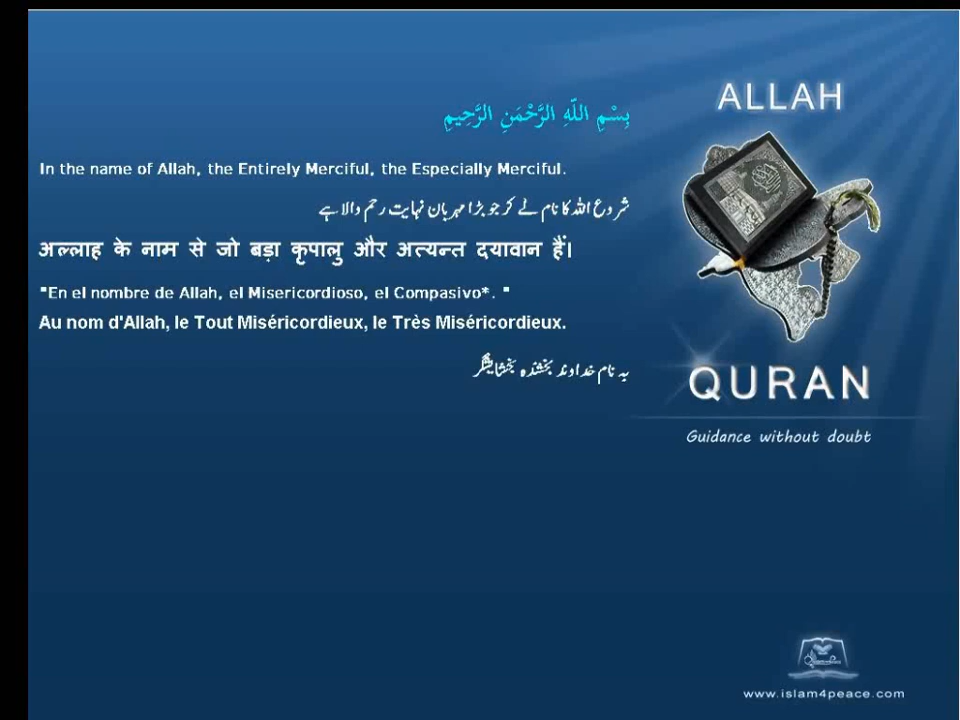 بِسْمِ اللَّهِ الرَّحْمَنِ الرَّحِيمِ
In the name of Allah, the Entirely Merciful, the Especially Merciful.
شروع اللہ کا نام لے کر جو بڑا مہربان نہایت رحم والا ہے
अल्लाह के नाम से जो बड़ा कृपालु और अत्यन्त दयावान हैं।
"En el nombre de Allah, el Misericordioso, el Compasivo*. "
Au nom d'Allah, le Tout Miséricordieux, le Très Miséricordieux.
به نام خداوند بخشنده بخشایشگر
ALLAH
QURAN
Guidance without doubt
www.islam4peace.com